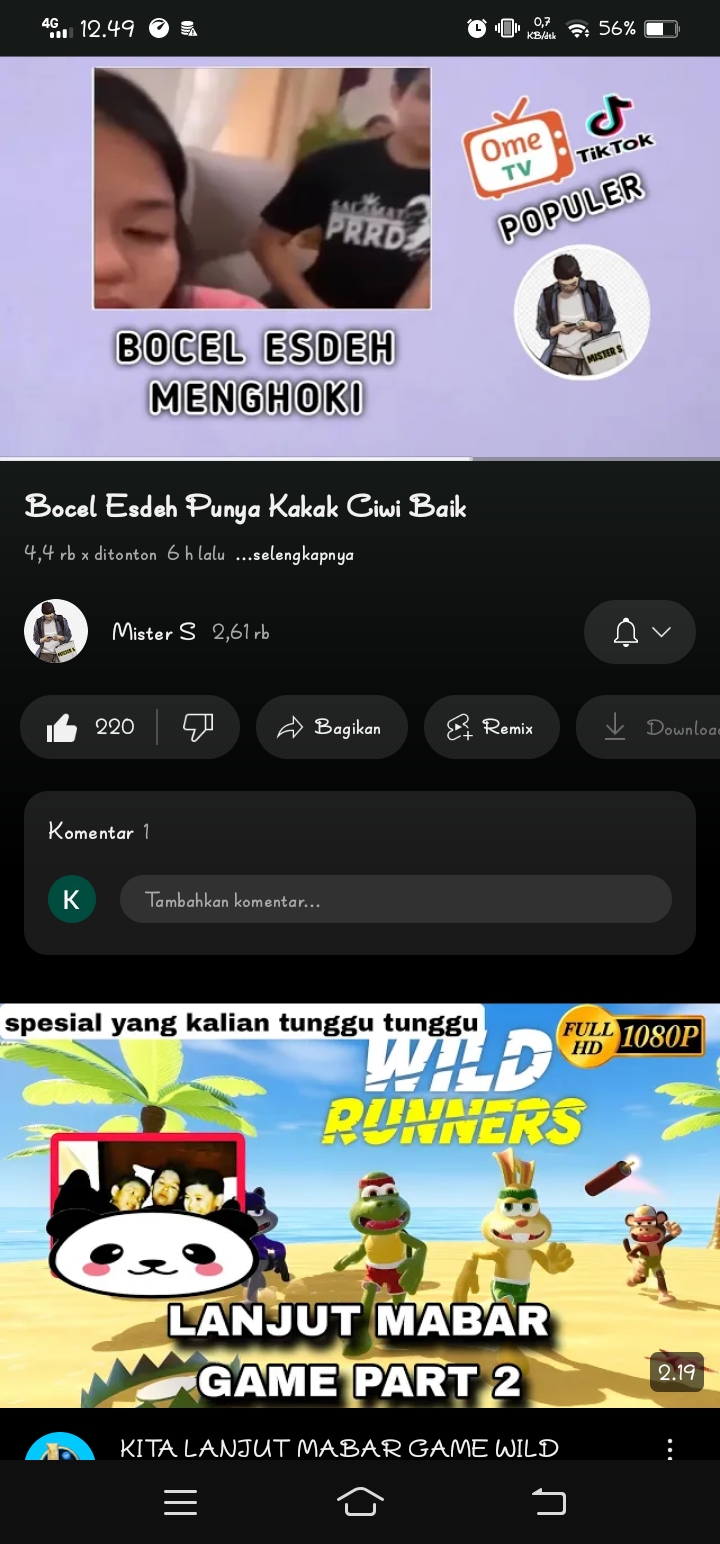 4G 12.49 0,7 KB/dtk 56%
SALAMAT
PRRD
Ome
TV
TikTok
POPULER
MISTER S
BOCEL ESDEH
MENGHOKI
Bocel Esdeh Punya Kakak Ciwi Baik
4,4 rb x ditonton 6 h lalu ...selengkapnya
Mister S 2,61 rb
220 Bagikan Remix Downloa
Komentar 1
K Tambahkan komentar...
spesial yang kalian tunggu tunggu
FULL HD 1080P
WILD
RUNNERS
LANJUT MABAR
GAME PART 2
2.19
KITA LANJUT MABAR GAME WILD